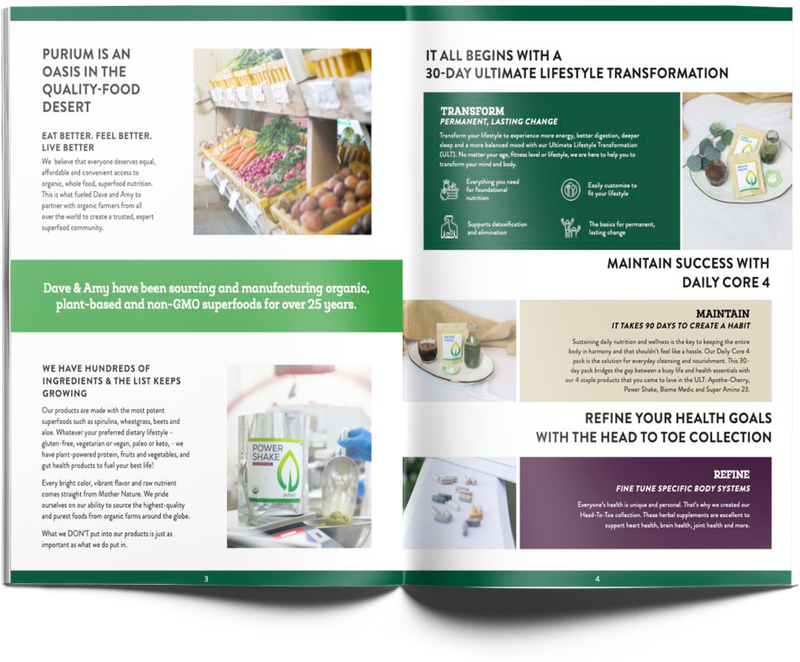 PURIUM IS AN
OASIS IN THE
QUALITY-FOOD
DESERT
EAT BETTER. FEEL BETTER.
LIVE BETTER
We believe that everyone deserves equal,
affordable and convenient access to
organic, whole food, superfood nutrition.
This is what fueled Dave and Amy to
partner with organic farmers from all
over the world to create a trusted, expert
superfood community.
Dave & Amy have been sourcing and manufacturing organic,
plant-based and non-GMO superfoods for over 25 years.
WE HAVE HUNDREDS OF
INGREDIENTS & THE LIST KEEPS
GROWING
Our products are made with the most potent
superfoods such as spirulina, wheatgrass, beets and
aloe. Whatever your preferred dietary lifestyle -
gluten-free, vegetarian or vegan, paleo or keto, - we
have plant-powered protein, fruits and vegetables, and
gut health products to fuel your best life!
Every bright color, vibrant flavor and raw nutrient
comes straight from Mother Nature. We pride
ourselves on our ability to source the highest-quality
and purest foods from organic farms around the globe.
What we DON'T put into our products is just as
important as what we do put in.
POWER
SHAKE
purium
3
IT ALL BEGINS WITH A
30-DAY ULTIMATE LIFESTYLE TRANSFORMATION
TRANSFORM
PERMANENT, LASTING CHANGE
Transform your lifestyle to experience more energy, better digestion, deeper
sleep and a more balanced mood with our Ultimate Lifestyle Transformation
(ULT). No matter your age, fitness level or lifestyle, we are here to help you to
transform your mind and body.
Everything you need
for foundational
nutrition
Easily customize to
fit your lifestyle
Supports detoxification
and elimination
The basics for permanent,
lasting change
MAINTAIN SUCCESS WITH
DAILY CORE 4
MAINTAIN
IT TAKES 90 DAYS TO CREATE A HABIT
Sustaining daily nutrition and wellness is the key to keeping the entire
body in harmony and that shouldn't feel like a hassle. Our Daily Core 4
pack is the solution for everyday cleansing and nourishment. This 30-
day pack bridges the gap between a busy life and health essentials with
our 4 staple products that you came to love in the ULT: Apothe-Cherry,
Power Shake, Biome Medic and Super Amino 23.
REFINE YOUR HEALTH GOALS
WITH THE HEAD TO TOE COLLECTION
REFINE
FINE TUNE SPECIFIC BODY SYSTEMS
Everyone's health is unique and personal. That's why we created our
Head-To-Toe collection. These herbal supplements are excellent to
support heart health, brain health, joint health and more.
4